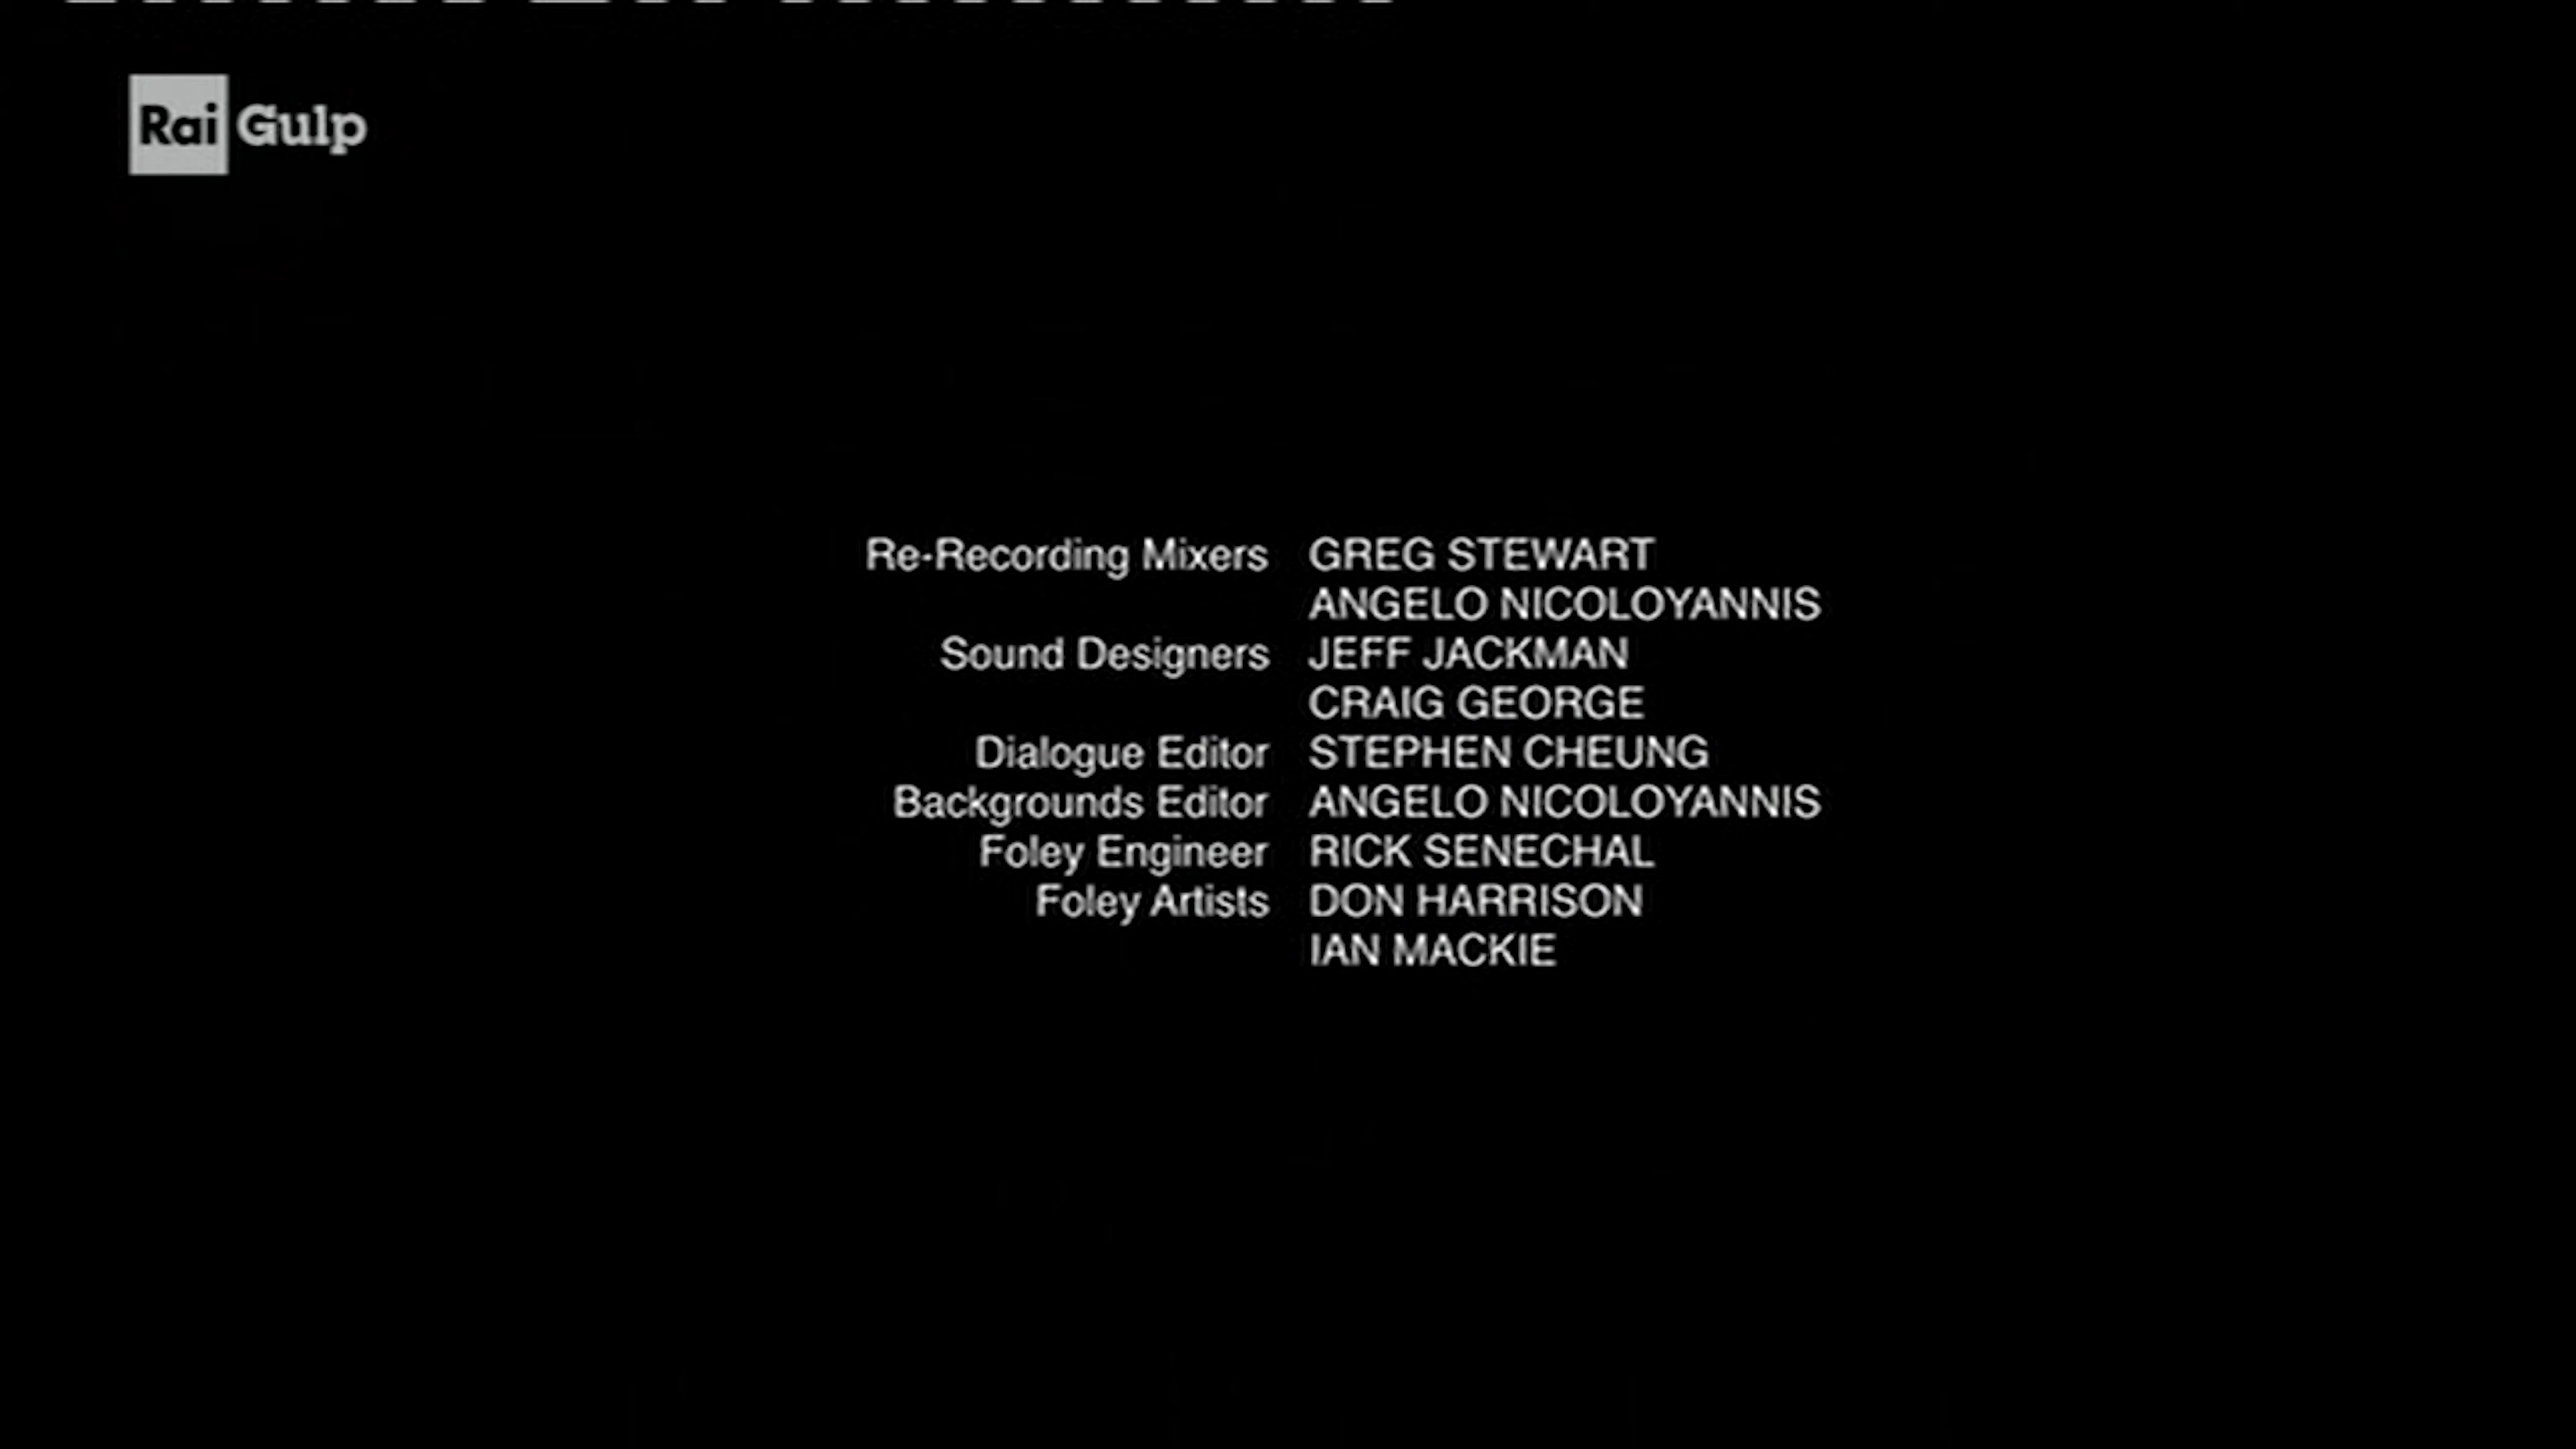 Rai Gulp
Re-Recording Mixers GREG STEWART
ANGELO NICOLOYANNIS
Sound Designers JEFF JACKMAN
CRAIG GEORGE
Dialogue Editor STEPHEN CHEUNG
Backgrounds Editor ANGELO NICOLOYANNIS
Foley Engineer RICK SENECHAL
Foley Artists DON HARRISON
IAN MACKIE